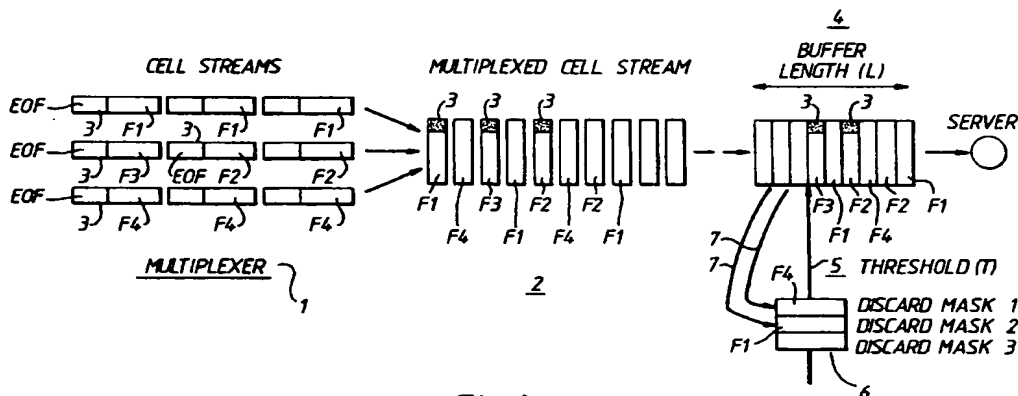 CELL STREAMS
EOF 3 F1 F1 F1
EOF 3 F3 3 EOF F2 F2
EOF 3 F4 F4 F4
MULTIPLEXER 1
MULTIPLEXED CELL STREAM
3 3 3
F1 F4 F3 F1 F2 F4 F2 F1
2
4
BUFFER
LENGTH (L)
3 3
SERVER
F3 F1 F2 F4 F2 F1
7 7
5 THRESHOLD (T)
F4 DISCARD MASK 1
F1 DISCARD MASK 2
DISCARD MASK 3
6